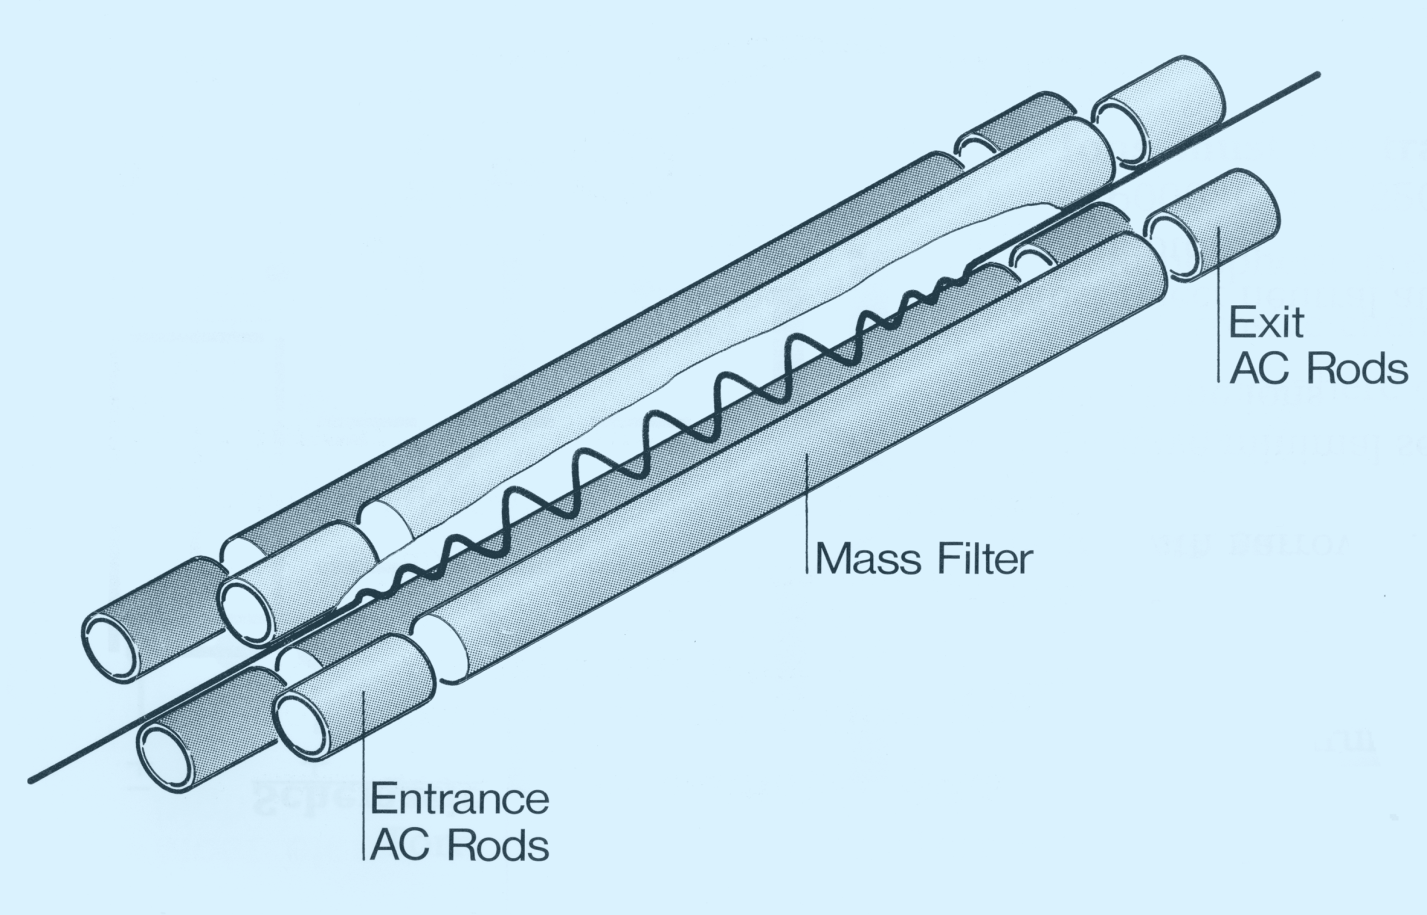 Exit
AC Rods
Mass Filter
Entrance
AC Rods